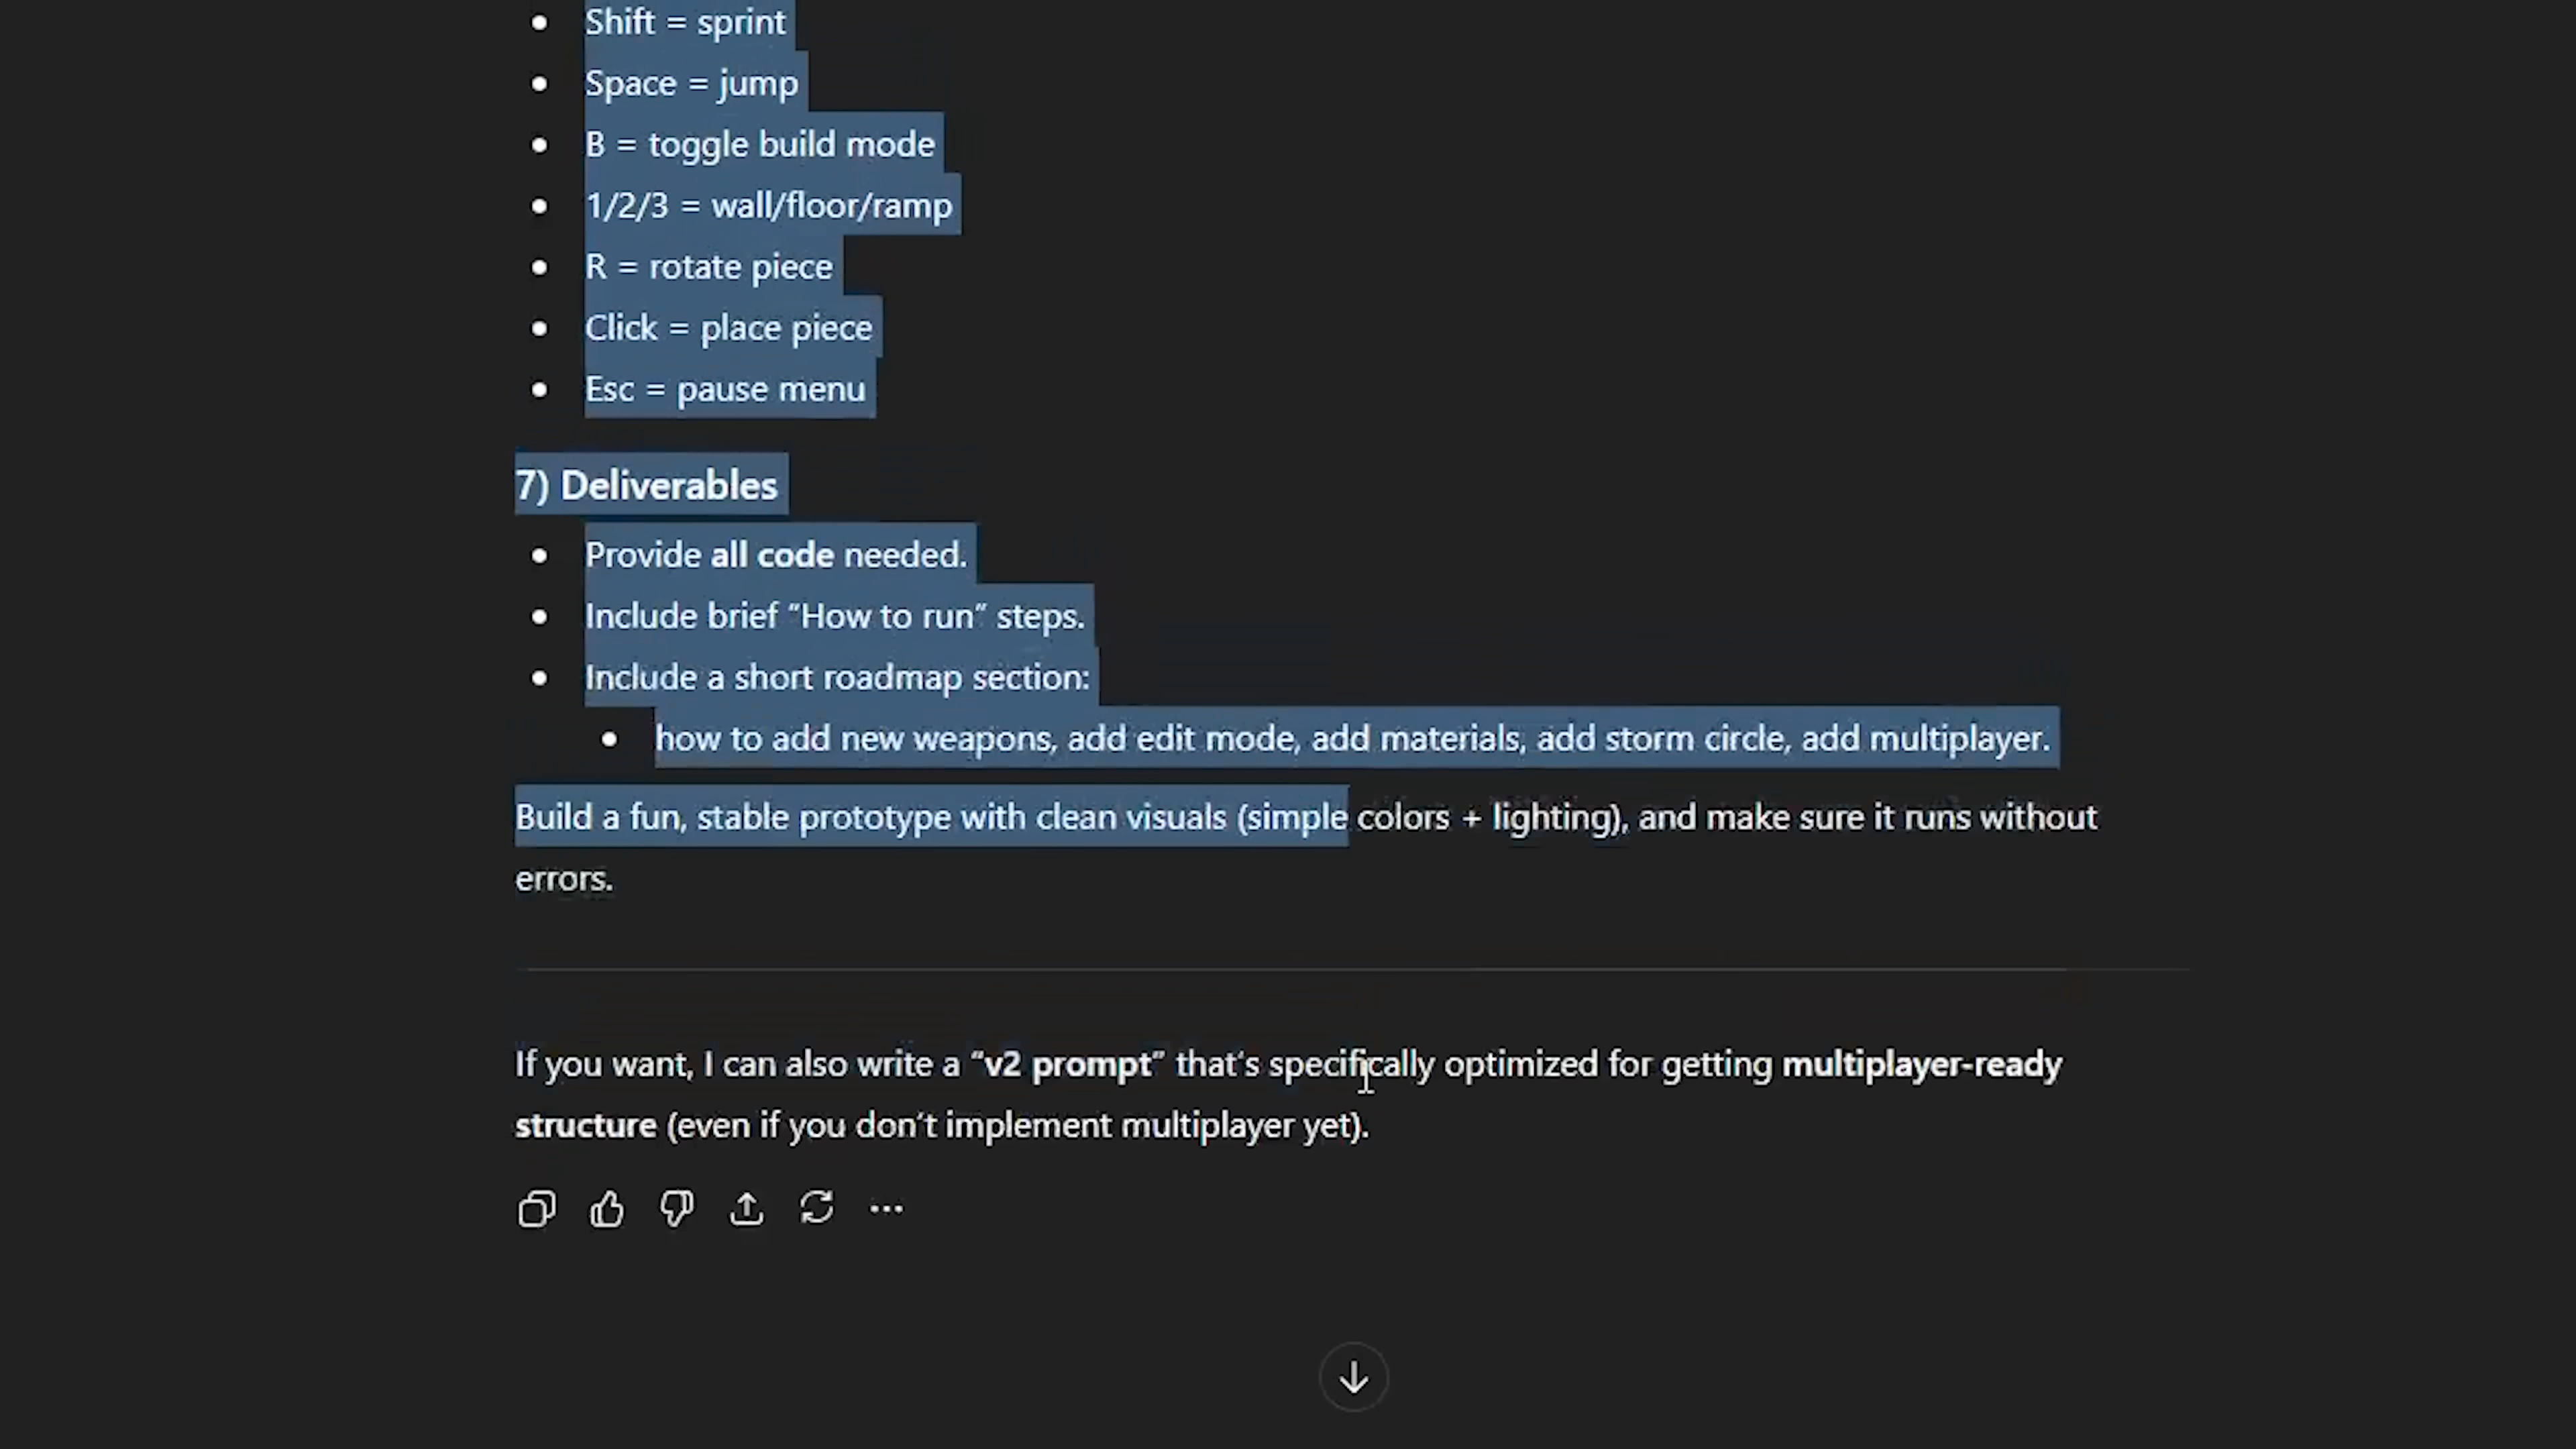 Shift = sprint
Space = jump
B = toggle build mode
1/2/3 = wall/floor/ramp
R = rotate piece
Click = place piece
Esc = pause menu
7) Deliverables
Provide all code needed.
Include brief “How to run” steps.
Include a short roadmap section:
how to add new weapons, add edit mode, add materials, add storm circle, add multiplayer.
Build a fun, stable prototype with clean visuals (simple colors + lighting), and make sure it runs without
errors.
If you want, I can also write a “v2 prompt” that’s specifically optimized for getting multiplayer-ready
structure (even if you don’t implement multiplayer yet).